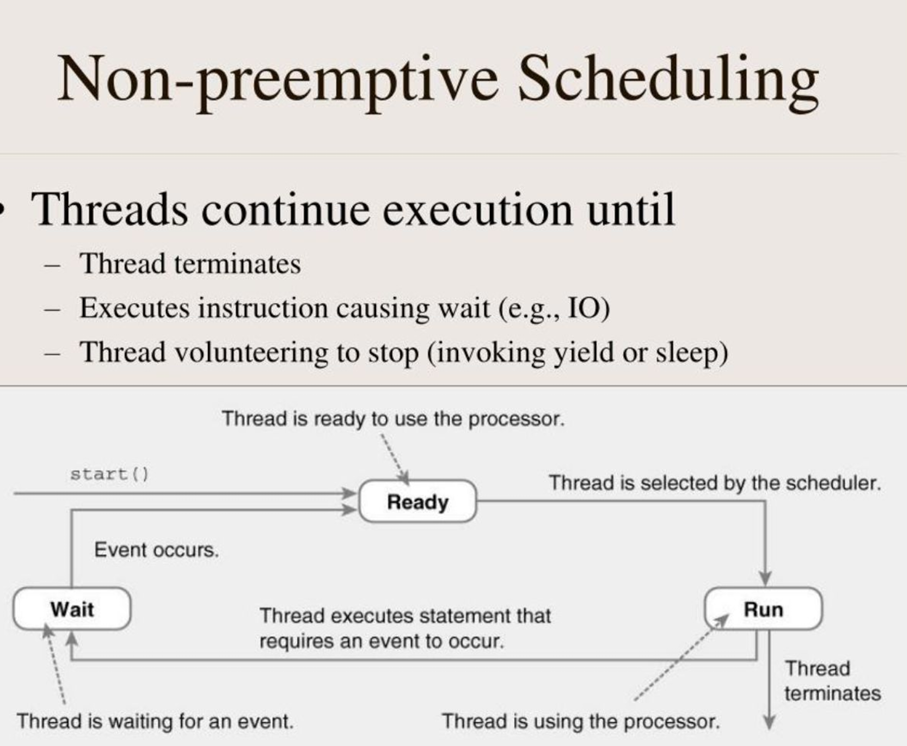 Non-preemptive Scheduling
• Threads continue execution until
– Thread terminates
– Executes instruction causing wait (e.g., IO)
– Thread volunteering to stop (invoking yield or sleep)
Thread is ready to use the processor.
start()
Ready
Thread is selected by the scheduler.
Event occurs.
Wait
Thread executes statement that
requires an event to occur.
Run
Thread
terminates
Thread is waiting for an event.
Thread is using the processor.